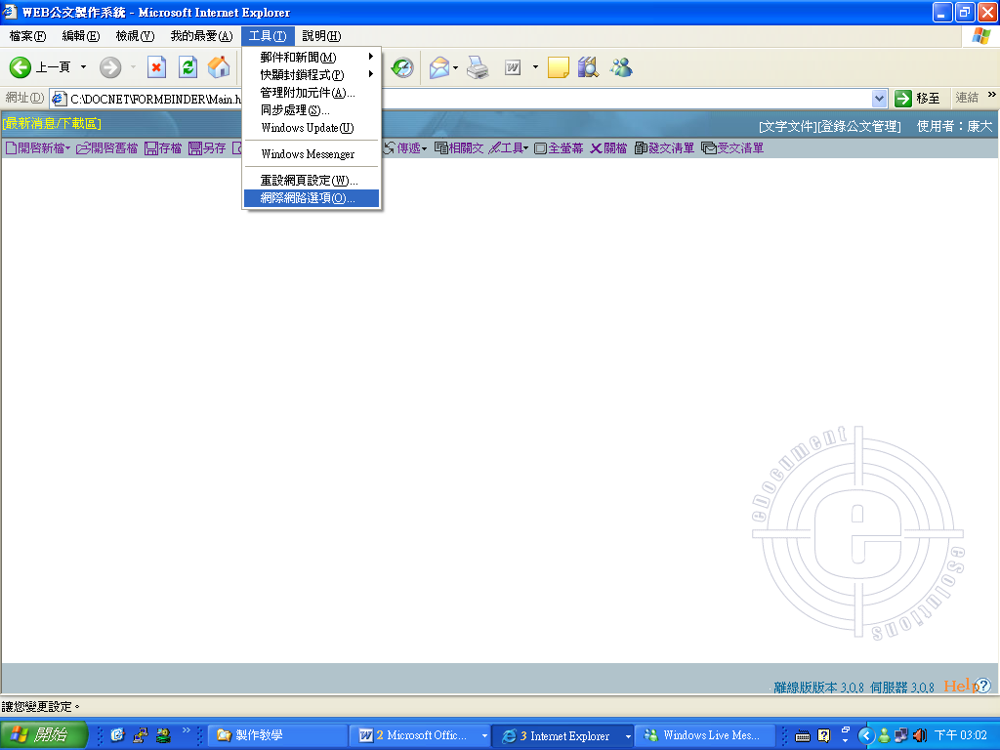 WEB公文製作系統 - Microsoft Internet Explorer
檔案(F) 編輯(E) 檢視(V) 我的最愛(A) 工具(T) 說明(H)
上一頁
郵件和新聞(M)
快顯封鎖程式(P)
管理附加元件(A)...
同步處理(S)...
Windows Update(U)
Windows Messenger
重設網頁設定(W)...
網際網路選項(O)...
網址(D) C:\DOCNET\FORMBINDER\Main.h 移至 連結 »
[最新消息/下載區] [文字文件][登錄公文管理] 使用者：康大
開啓新檔 開啓舊檔 存檔 另存 傳遞 相關文 工具 全螢幕 關檔 發文清單 受文清單
eDocument
e
eSolutions
離線版版本 3.0.8 伺服器 3.0.8 Help
讓您變更設定。
開始 製作教學 2 Microsoft Offic... 3 Internet Explorer Windows Live Mes... 下午 03:02